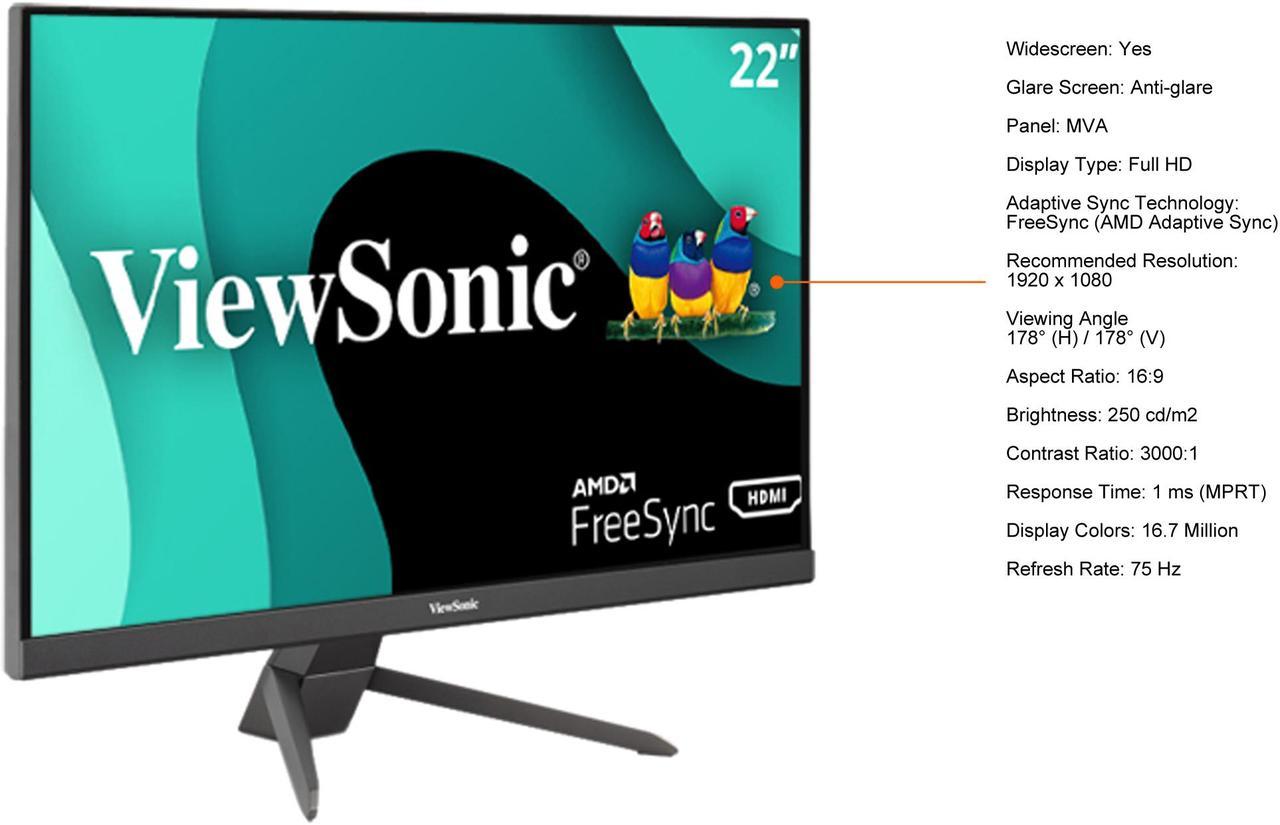 22"
ViewSonic®
®
AMD
FreeSync
HDMI
ViewSonic
Widescreen: Yes
Glare Screen: Anti-glare
Panel: MVA
Display Type: Full HD
Adaptive Sync Technology:
FreeSync (AMD Adaptive Sync)
Recommended Resolution:
1920 x 1080
Viewing Angle
178° (H) / 178° (V)
Aspect Ratio: 16:9
Brightness: 250 cd/m2
Contrast Ratio: 3000:1
Response Time: 1 ms (MPRT)
Display Colors: 16.7 Million
Refresh Rate: 75 Hz